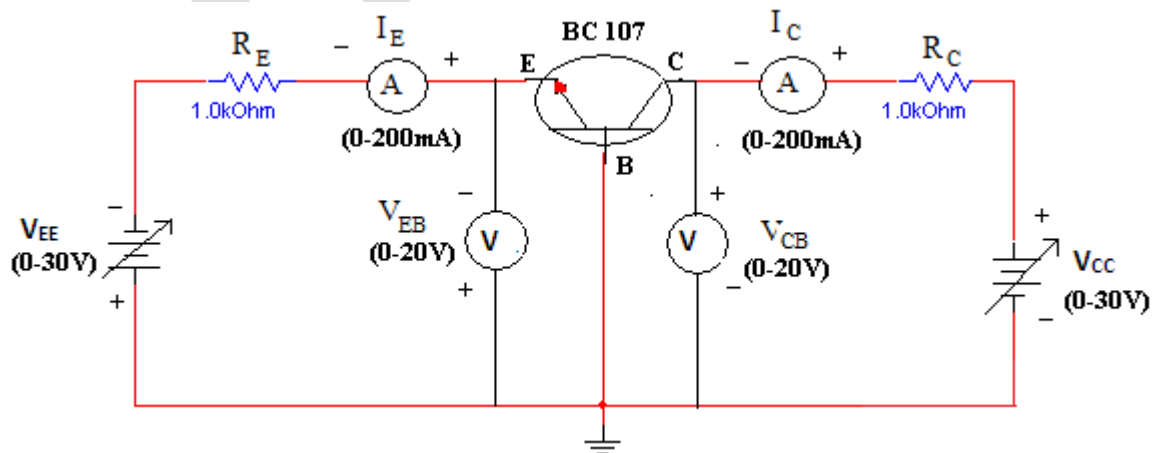 BC 107
I_E
I_C
R_E
R_C
− +
− +
E C
A
A
1.0kOhm
1.0kOhm
(0-200mA)
(0-200mA)
B
− V_EE
(0-30V)
+
−
V_EB
(0-20V)
V
+
+
V
V_CB
(0-20V)
−
+
V_CC
(0-30V)
−